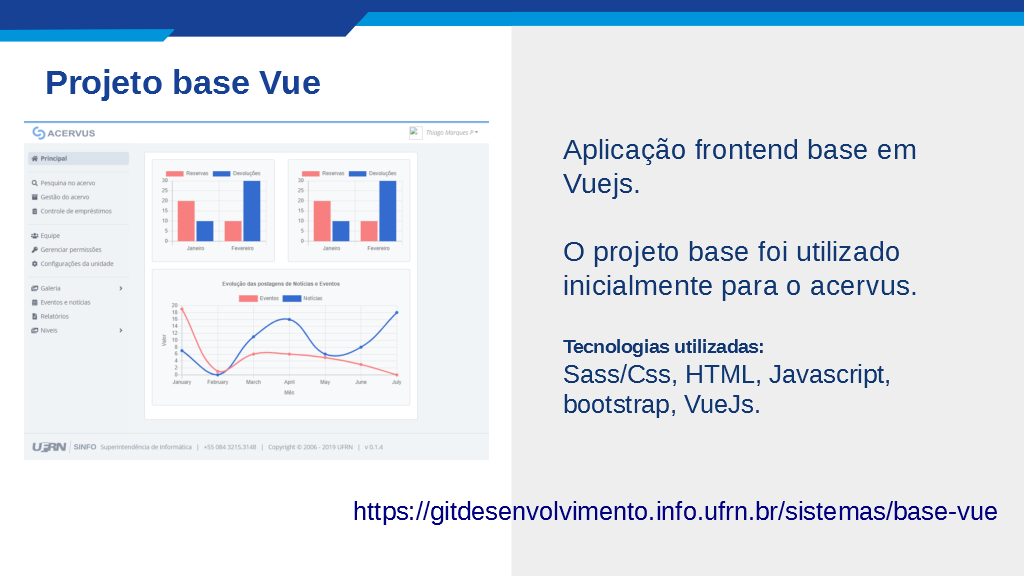 Projeto base Vue
ACERVUS
Thiago Marques P
Principal
Pesquina no acervo
Gestão do acervo
Controle de empréstimos
Equipe
Gerenciar permissões
Configurações da unidade
Galeria
Eventos e notícias
Relatórios
Níveis
Reservas Devoluções
30
25
20
15
10
5
0
Janeiro Fevereiro
Reservas Devoluções
30
25
20
15
10
5
0
Janeiro Fevereiro
Evolução das postagens de Notícias e Eventos
Eventos Notícias
Valor
20
18
16
14
12
10
8
6
4
2
0
January February March April May June July
Mês
UFRN | SINFO Superintendência de Informática | +55 084 3215.3148 | Copyright © 2006 - 2019 UFRN | v 0.1.4
Aplicação frontend base em
Vuejs.
O projeto base foi utilizado
inicialmente para o acervus.
Tecnologias utilizadas:
Sass/Css, HTML, Javascript,
bootstrap, VueJs.
https://gitdesenvolvimento.info.ufrn.br/sistemas/base-vue